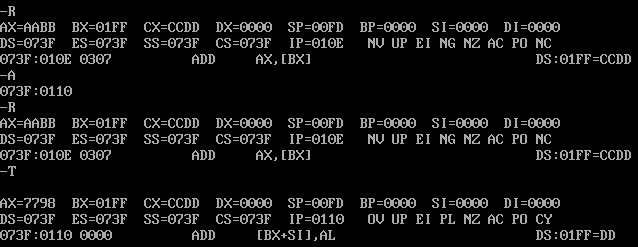 -R
AX=AABB  BX=01FF  CX=CCDD  DX=0000  SP=00FD  BP=0000  SI=0000  DI=0000
DS=073F  ES=073F  SS=073F  CS=073F  IP=010E   NV UP EI NG NZ AC PO NC
073F:010E 0307          ADD     AX,[BX]                            DS:01FF=CCDD
-A
073F:0110
-R
AX=AABB  BX=01FF  CX=CCDD  DX=0000  SP=00FD  BP=0000  SI=0000  DI=0000
DS=073F  ES=073F  SS=073F  CS=073F  IP=010E   NV UP EI NG NZ AC PO NC
073F:010E 0307          ADD     AX,[BX]                            DS:01FF=CCDD
-T
AX=7798  BX=01FF  CX=CCDD  DX=0000  SP=00FD  BP=0000  SI=0000  DI=0000
DS=073F  ES=073F  SS=073F  CS=073F  IP=0110   OV UP EI PL NZ AC PO CY
073F:0110 0000          ADD     [BX+SI],AL                         DS:01FF=DD